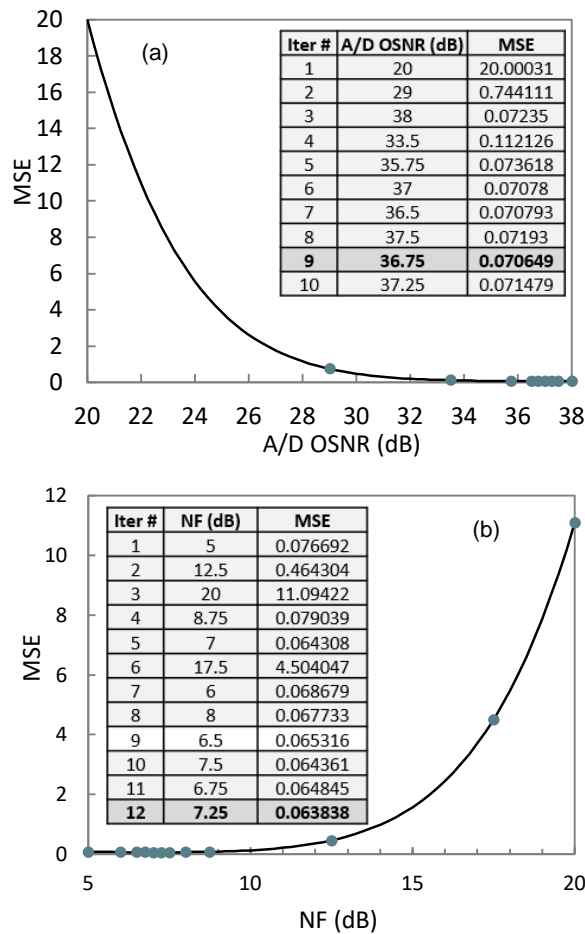 (a)
20
18
16
14
12
10
8
6
4
2
0
MSE
Iter # A/D OSNR (dB) MSE
1 20 20.00031
2 29 0.744111
3 38 0.07235
4 33.5 0.112126
5 35.75 0.073618
6 37 0.07078
7 36.5 0.070793
8 37.5 0.07193
9 36.75 0.070649
10 37.25 0.071479
20 22 24 26 28 30 32 34 36 38
A/D OSNR (dB)
(b)
12
10
8
6
4
2
0
MSE
Iter # NF (dB) MSE
1 5 0.076692
2 12.5 0.464304
3 20 11.09422
4 8.75 0.079039
5 7 0.064308
6 17.5 4.504047
7 6 0.068679
8 8 0.067733
9 6.5 0.065316
10 7.5 0.064361
11 6.75 0.064845
12 7.25 0.063838
5 10 15 20
NF (dB)